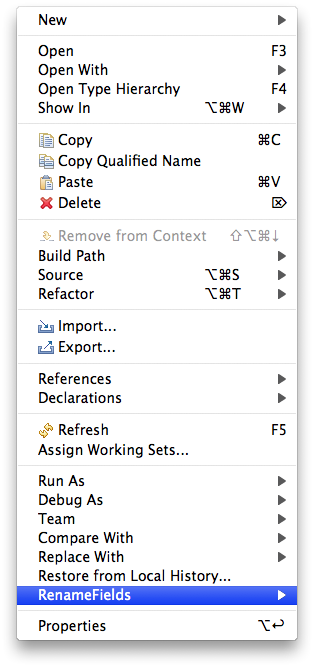 New
Open F3
Open With
Open Type Hierarchy F4
Show In ⌥⌘W
Copy ⌘C
Copy Qualified Name
Paste ⌘V
Delete ⌦
Remove from Context ⇧⌥⌘↓
Build Path
Source ⌥⌘S
Refactor ⌥⌘T
Import...
Export...
References
Declarations
Refresh F5
Assign Working Sets...
Run As
Debug As
Team
Compare With
Replace With
Restore from Local History...
RenameFields
Properties ⌥↩